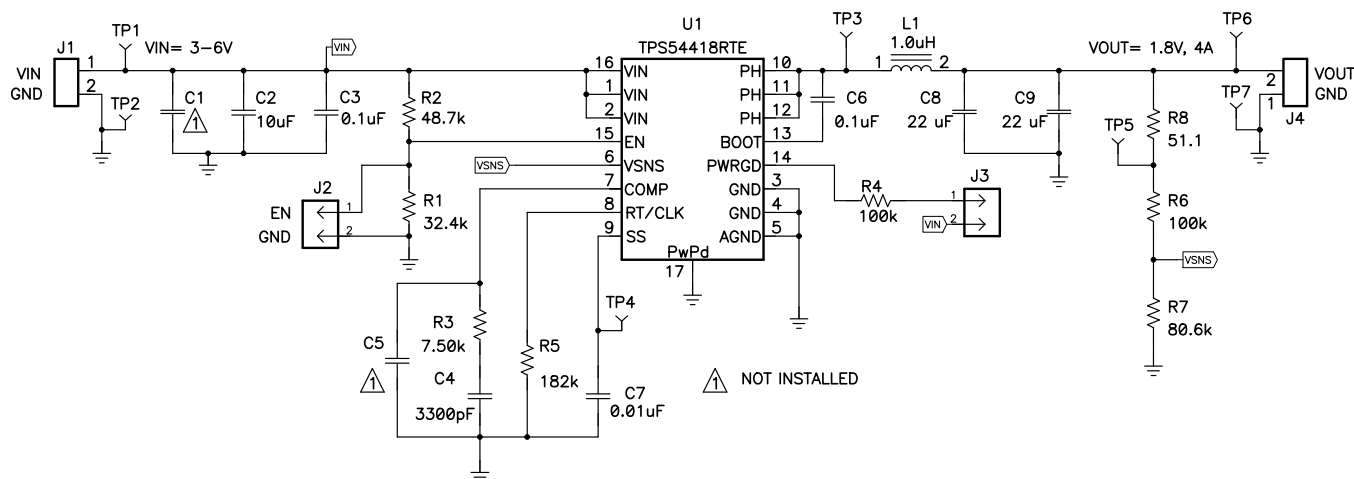 TP1
J1
VIN= 3–6V
VIN
VIN
GND
1
2
TP2
C1
1
C2
10uF
C3
0.1uF
R2
48.7k
VSNS
J2
EN
GND
1
2
R1
32.4k
U1
TPS54418RTE
16
VIN
1
VIN
2
VIN
15
EN
6
VSNS
7
COMP
8
RT/CLK
9
SS
PH
10
PH
11
PH
12
BOOT
13
PWRGD
14
GND
3
GND
4
AGND
5
PwPd
17
TP3
C6
0.1uF
L1
1.0uH
1
2
VOUT= 1.8V, 4A
TP6
C8
22 uF
C9
22 uF
R4
100k
J3
1
2
VIN
TP5
R8
51.1
R6
100k
VSNS
R7
80.6k
TP7
2
1
VOUT
GND
J4
C5
1
R3
7.50k
C4
3300pF
R5
182k
TP4
C7
0.01uF
1
NOT INSTALLED